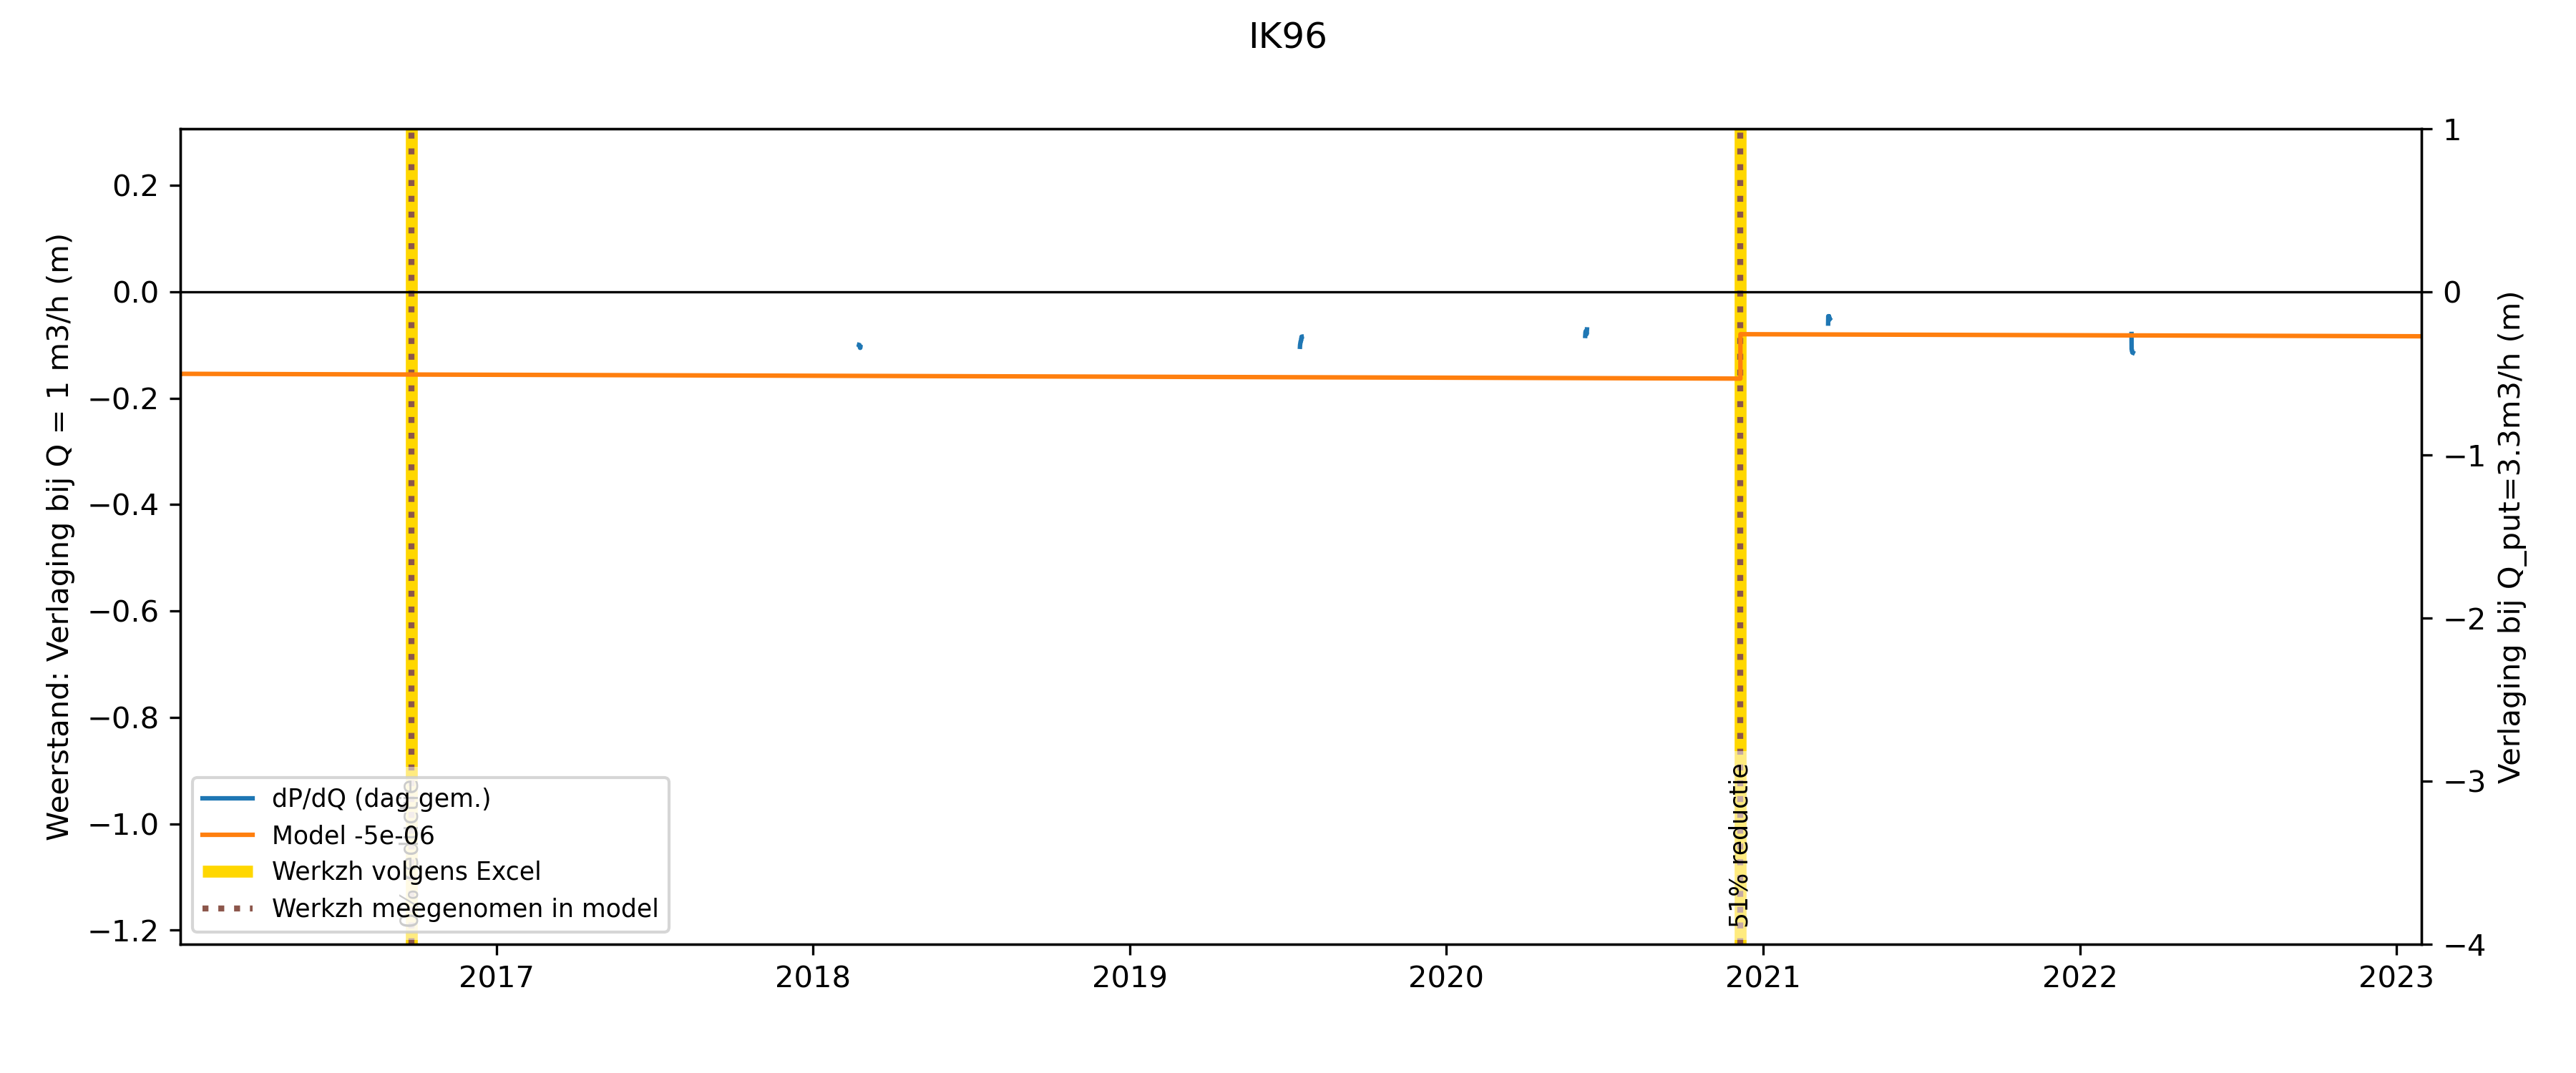 IK96
Weerstand: Verlaging bij Q = 1 m3/h (m)
0.2
0.0
−0.2
−0.4
−0.6
−0.8
−1.0
−1.2
1
0
−1
−2
−3
−4
Verlaging bij Q_put=3.3m3/h (m)
0% reductie
51% reductie
dP/dQ (dag gem.)
Model -5e-06
Werkzh volgens Excel
Werkzh meegenomen in model
2017
2018
2019
2020
2021
2022
2023